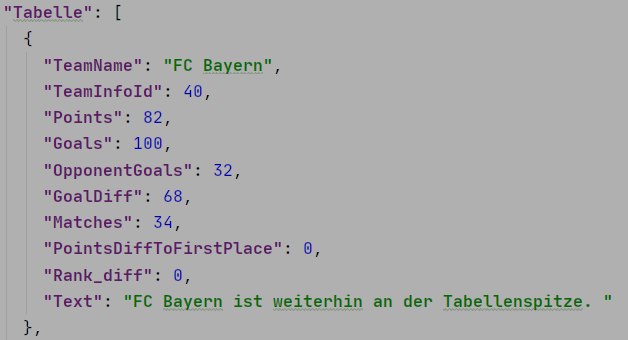 "Tabelle": [
{
"TeamName": "FC Bayern",
"TeamInfoId": 40,
"Points": 82,
"Goals": 100,
"OpponentGoals": 32,
"GoalDiff": 68,
"Matches": 34,
"PointsDiffToFirstPlace": 0,
"Rank_diff": 0,
"Text": "FC Bayern ist weiterhin an der Tabellenspitze. "
},